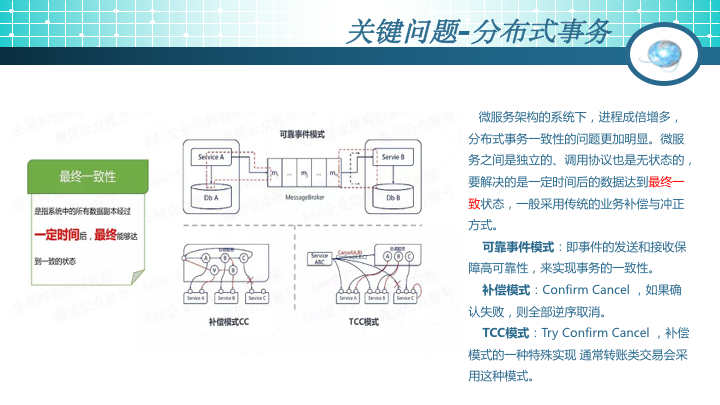 关键问题-分布式事务
最终一致性
是指系统中的所有数据副本经过
一定时间后，最终能够达
到一致的状态
可靠事件模式
Service A
Servie B
m
...
m
...
m
Db A
MessageBroker
Db B
A
B
C
V
B
Service A
Service B
Service C
补偿模式CC
Service
ABC
Cancel(A,B)
Confirm(A,B,C)
A
B
C
Service A
Service B
Service C
TCC模式
微服务架构的系统下，进程成倍增多，
分布式事务一致性的问题更加明显。微服
务之间是独立的、调用协议也是无状态的，
要解决的是一定时间后的数据达到最终一
致状态，一般采用传统的业务补偿与冲正
方式。
可靠事件模式：即事件的发送和接收保
障高可靠性，来实现事务的一致性。
补偿模式：Confirm Cancel ，如果确
认失败，则全部逆序取消。
TCC模式：Try Confirm Cancel ，补偿
模式的一种特殊实现 通常转账类交易会采
用这种模式。